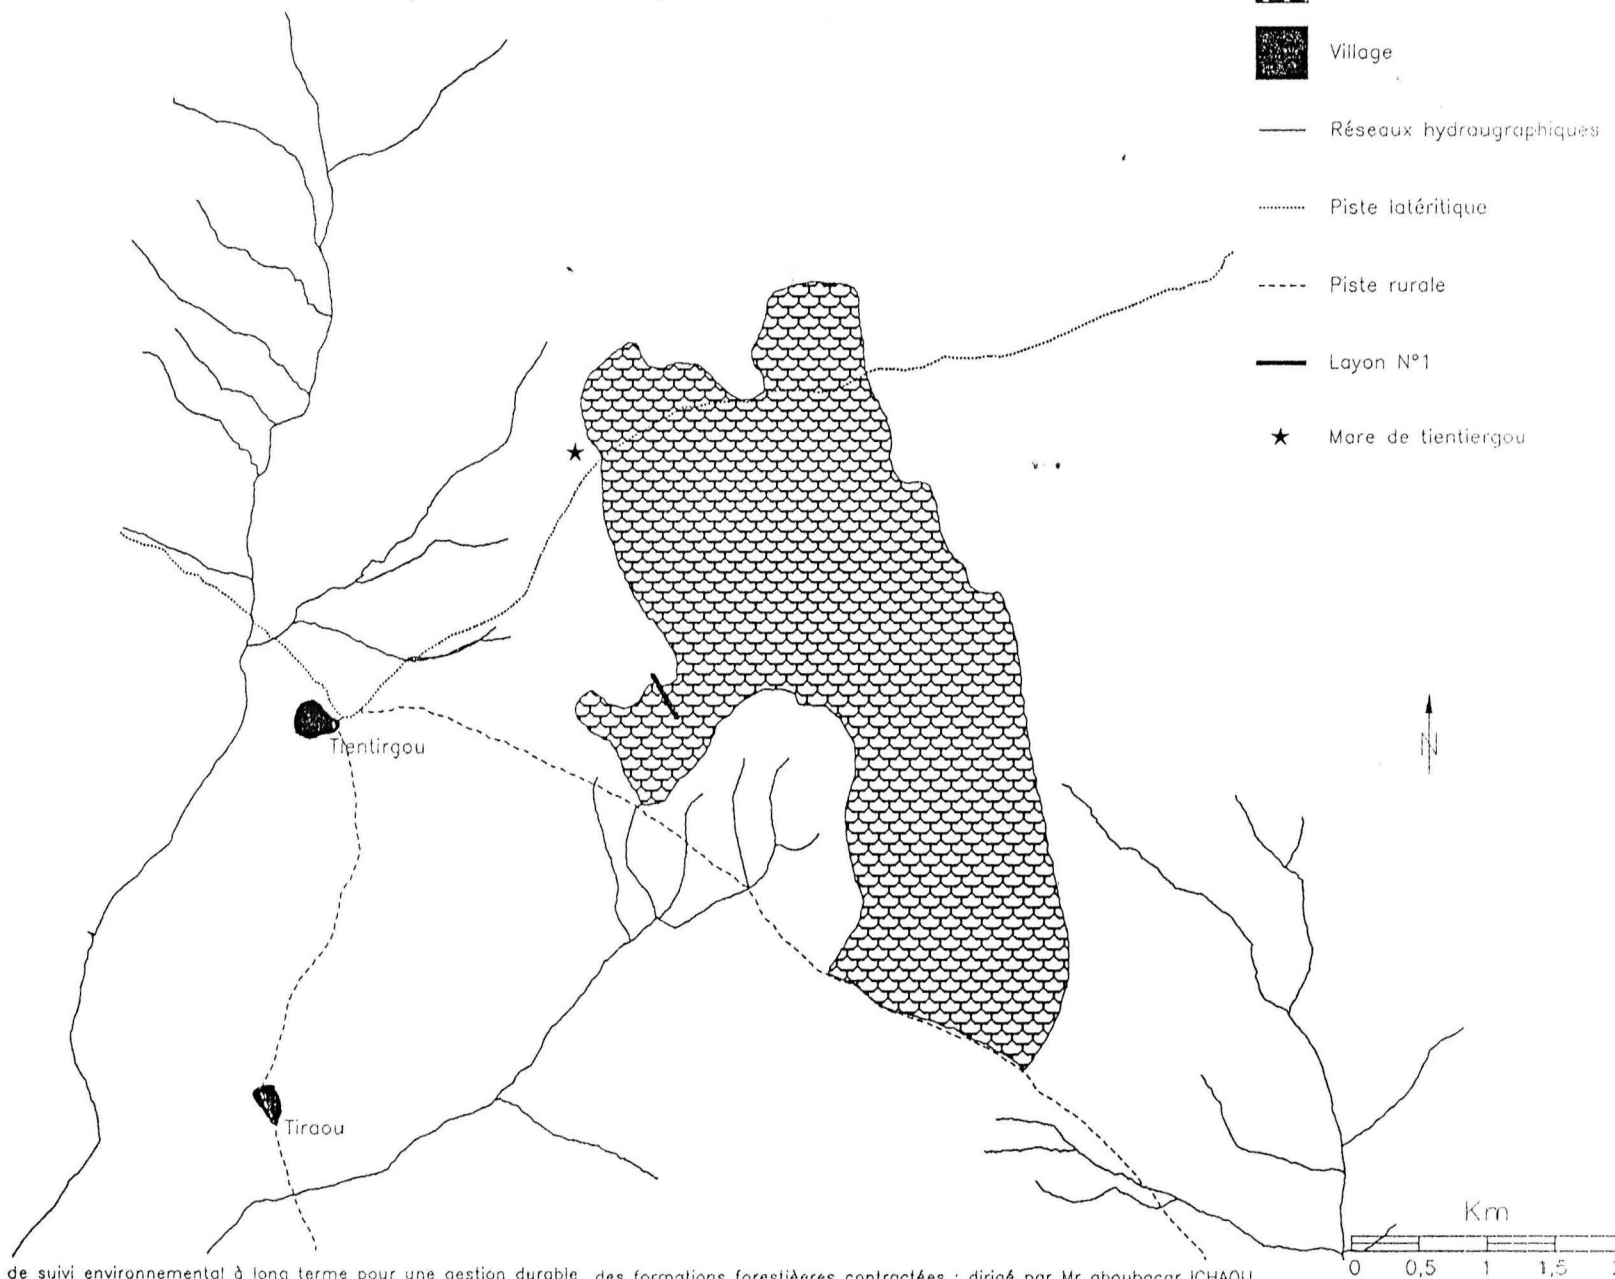 Village
Réseaux hydraugraphiques
Piste latéritique
Piste rurale
Layon N°1
Mare de tientiergou
N
Tientirgou
Tiraou
Km
0 0,5 1 1,5
de suivi environnemental à long terme pour une gestion durable des formations forestièeres contractées : dirigé par Mr aboubacar ICHAOU